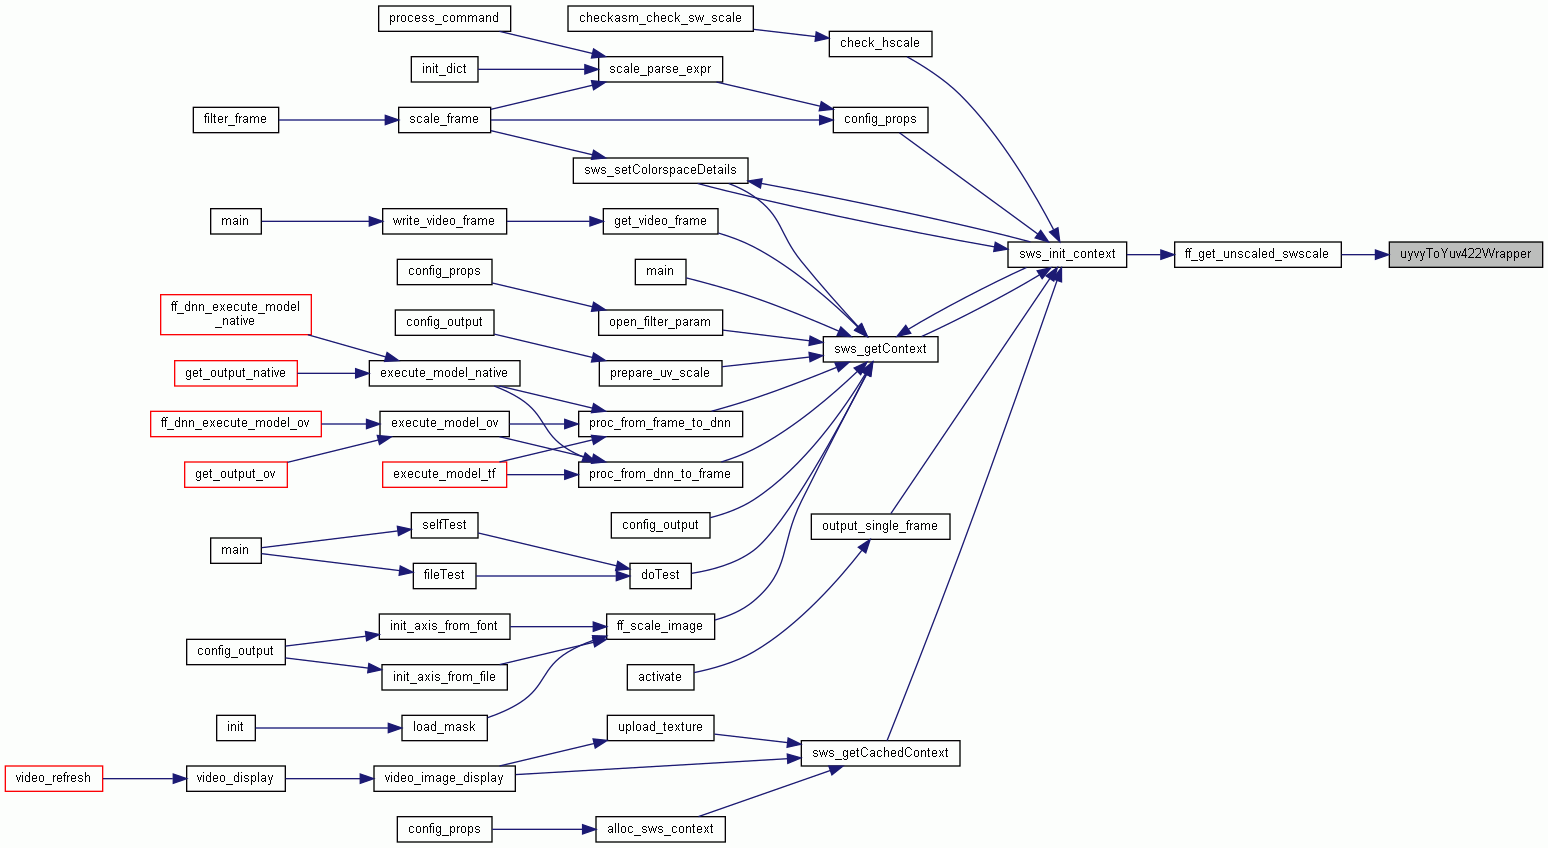 process_command
checkasm_check_sw_scale
check_hscale
init_dict
scale_parse_expr
filter_frame
scale_frame
config_props
sws_setColorspaceDetails
main
write_video_frame
get_video_frame
sws_init_context
ff_get_unscaled_swscale
uyvyToYuv422Wrapper
config_props
main
ff_dnn_execute_model
_native
config_output
open_filter_param
sws_getContext
get_output_native
execute_model_native
prepare_uv_scale
ff_dnn_execute_model_ov
execute_model_ov
proc_from_frame_to_dnn
get_output_ov
execute_model_tf
proc_from_dnn_to_frame
selfTest
config_output
output_single_frame
main
fileTest
doTest
init_axis_from_font
ff_scale_image
config_output
init_axis_from_file
activate
init
load_mask
upload_texture
sws_getCachedContext
video_refresh
video_display
video_image_display
config_props
alloc_sws_context